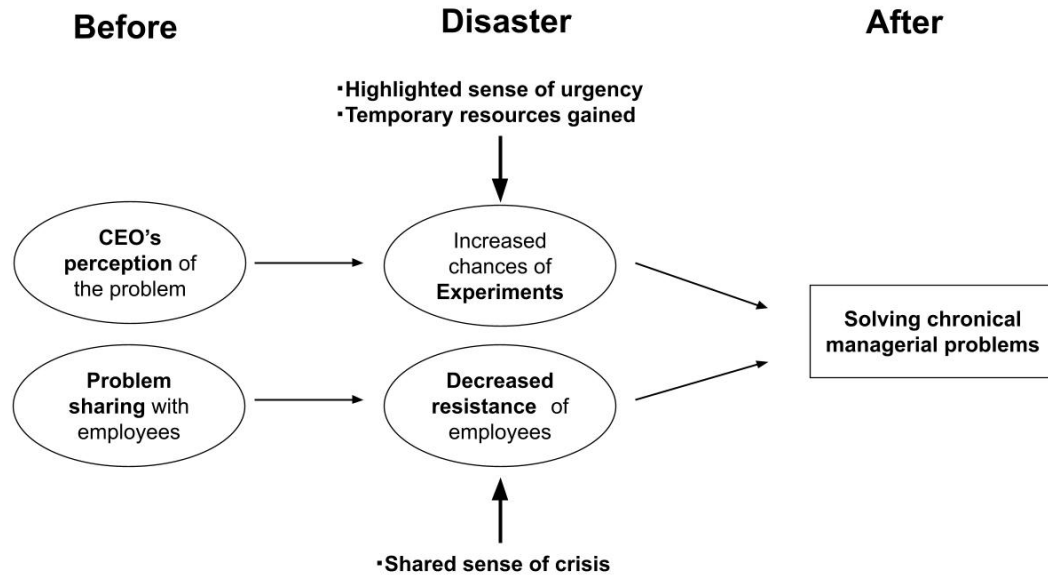 Before
Disaster
After
・Highlighted sense of urgency
・Temporary resources gained
CEO's
perception of
the problem
Increased
chances of
Experiments
Solving chronical
managerial problems
Problem
sharing with
employees
Decreased
resistance of
employees
・Shared sense of crisis